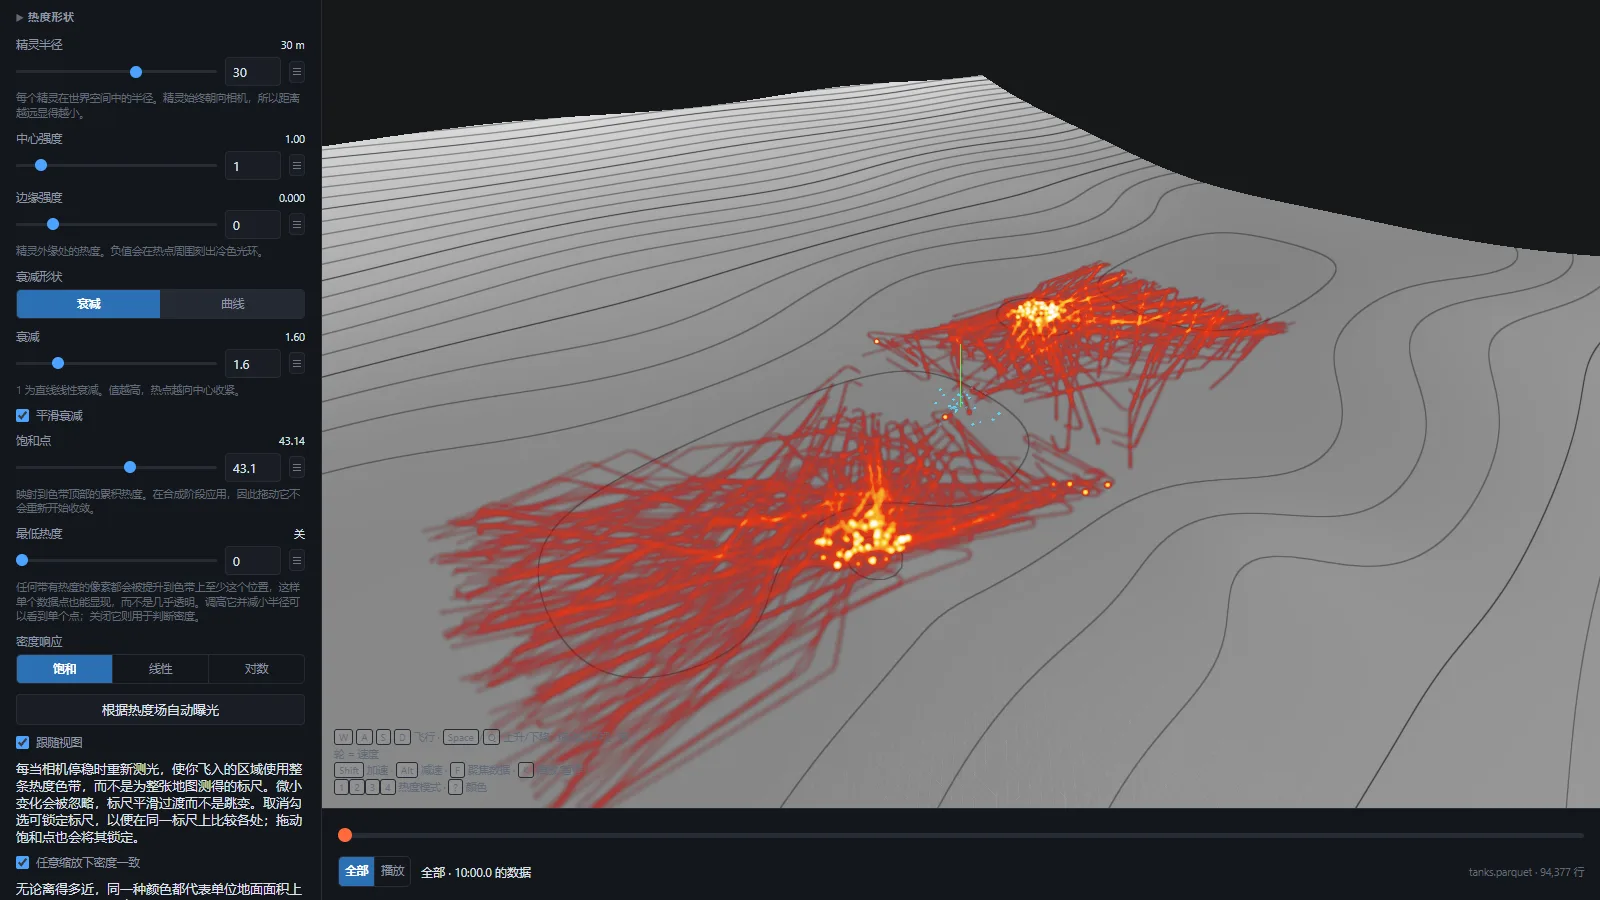 ▶ 热度形状
精灵半径 30 m
30
每个精灵在世界空间中的半径。精灵始终朝向相机，所以距离
越远显得越小。
中心强度 1.00
1
边缘强度 0.000
0
精灵外缘处的热度。负值会在热点周围刻出冷色光环。
衰减形状
衰减 曲线
衰减 1.60
1.6
1 为直线线性衰减。值越高，热点越向中心收紧。
平滑衰减
饱和点 43.14
43.1
映射到色带顶部的累积热度。在合成阶段应用，因此拖动它不
会重新开始收敛。
最低热度 关
0
任何带有热度的像素都会被提升到色带上至少这个位置，这样
单个数据点也能显现，而不是几乎透明。调高它并减小半径可
以看到单个点；关闭它则用于判断密度。
密度响应
饱和 线性 对数
根据热度场自动曝光
跟随视图
每当相机停稳时重新测光，使你飞入的区域使用整
条热度色带，而不是为整张地图测得的标尺。微小
变化会被忽略，标尺平滑过渡而不是跳变。取消勾
选可锁定标尺，以便在同一标尺上比较各处；拖动
饱和点也会将其锁定。
任意缩放下密度一致
无论离得多近，同一种颜色都代表单位地面面积上
W A S D 飞行 · Space Q 上升/下降
轮 = 速度
Shift 加速 · Alt 减速 · F 聚焦数据 ·
1 2 3 4 热度模式 · 7 颜色
全部 播放 全部 · 10:00.0 的数据
tanks.parquet · 94,377 行